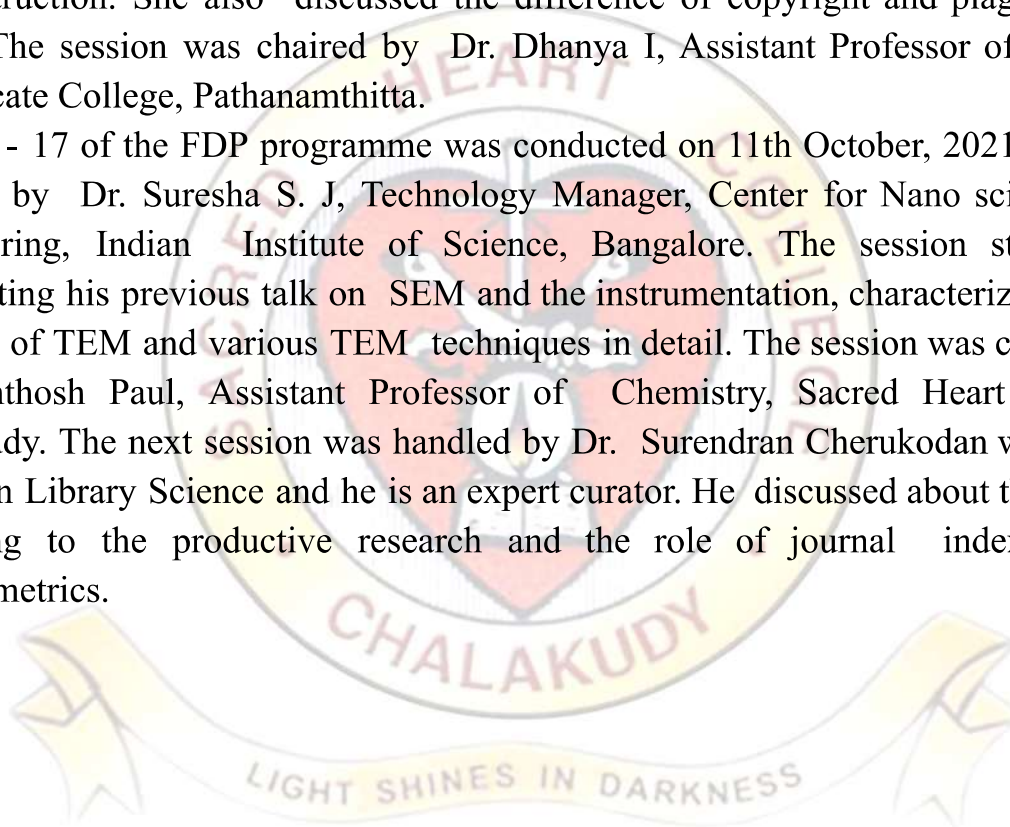 ruction. She also discussed the difference of copyright and plag
The session was chaired by Dr. Dhanya I, Assistant Professor of
cate College, Pathanamthitta.
- 17 of the FDP programme was conducted on 11th October, 2021
by Dr. Suresha S. J, Technology Manager, Center for Nano sci
ring, Indian Institute of Science, Bangalore. The session st
ting his previous talk on SEM and the instrumentation, characteriz
of TEM and various TEM techniques in detail. The session was c
nthosh Paul, Assistant Professor of Chemistry, Sacred Heart
udy. The next session was handled by Dr. Surendran Cherukodan w
n Library Science and he is an expert curator. He discussed about t
ng to the productive research and the role of journal index
metrics.
SACRED HEART COLLEGE
CHALAKUDY
LIGHT SHINES IN DARKNESS